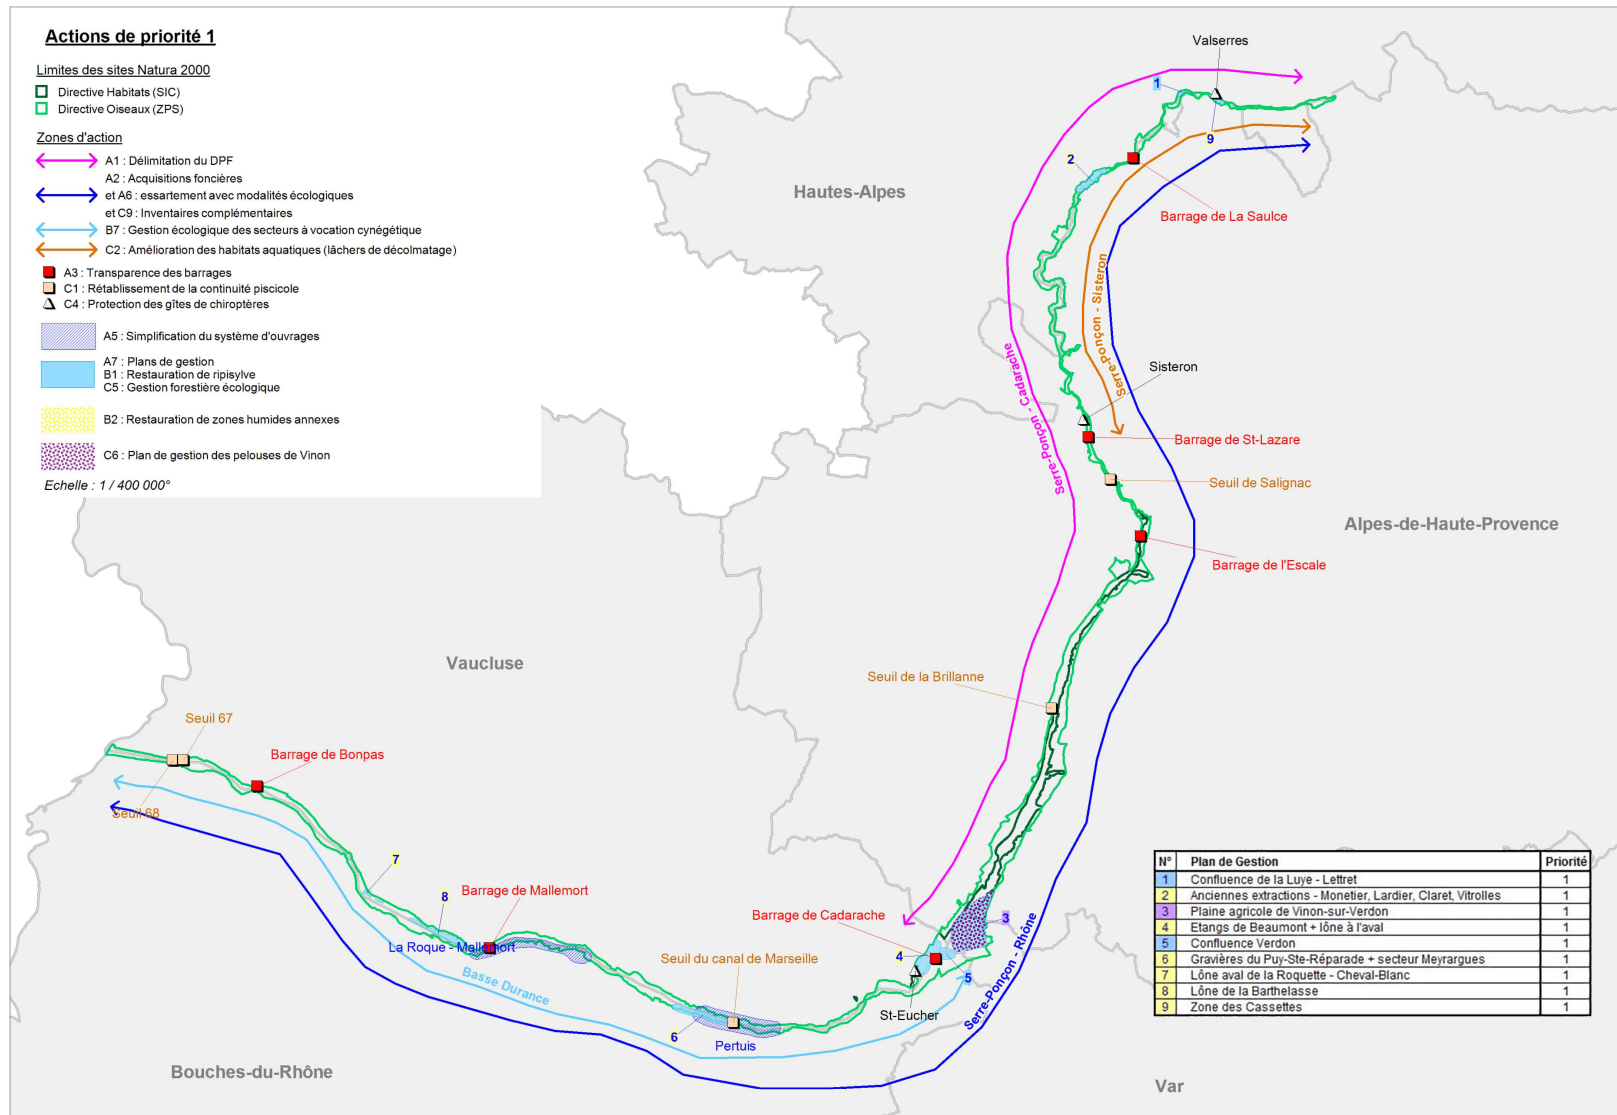 Actions de priorité 1
Limites des sites Natura 2000
Directive Habitats (SIC)
Directive Oiseaux (ZPS)
Zones d'action
A1 : Délimitation du DPF
A2 : Acquisitions foncières
et A6 : essartement avec modalités écologiques
et C9 : Inventaires complémentaires
B7 : Gestion écologique des secteurs à vocation cynégétique
C2 : Amélioration des habitats aquatiques (lâchers de décolmatage)
A3 : Transparence des barrages
C1 : Rétablissement de la continuité piscicole
C4 : Protection des gîtes de chiroptères
A5 : Simplification du système d'ouvrages
A7 : Plans de gestion
B1 : Restauration de ripisylve
C5 : Gestion forestière écologique
B2 : Restauration de zones humides annexes
C6 : Plan de gestion des pelouses de Vinon
Echelle : 1 / 400 000°
Valserres
1
9
2
Hautes-Alpes
Barrage de La Saulce
Serre-Ponçon - Sisteron
Serre-Ponçon - Cadarache
Sisteron
Barrage de St-Lazare
Seuil de Salignac
Alpes-de-Haute-Provence
Barrage de l'Escale
Vaucluse
Seuil de la Brillanne
Seuil 67
Barrage de Bonpas
Seuil 68
7
Barrage de Mallemort
8
La Roque - Mallemort
Barrage de Cadarache
3
Seuil du canal de Marseille
4
5
Basse Durance
Serre-Ponçon - Rhône
St-Eucher
6
Pertuis
Bouches-du-Rhône
Var
N° Plan de Gestion Priorité
1 Confluence de la Luye - Lettret 1
2 Anciennes extractions - Monetier, Lardier, Claret, Vitrolles 1
3 Plaine agricole de Vinon-sur-Verdon 1
4 Etangs de Beaumont + lône à l'aval 1
5 Confluence Verdon 1
6 Gravières du Puy-Ste-Réparade + secteur Meyrargues 1
7 Lône aval de la Roquette - Cheval-Blanc 1
8 Lône de la Barthelasse 1
9 Zone des Cassettes 1